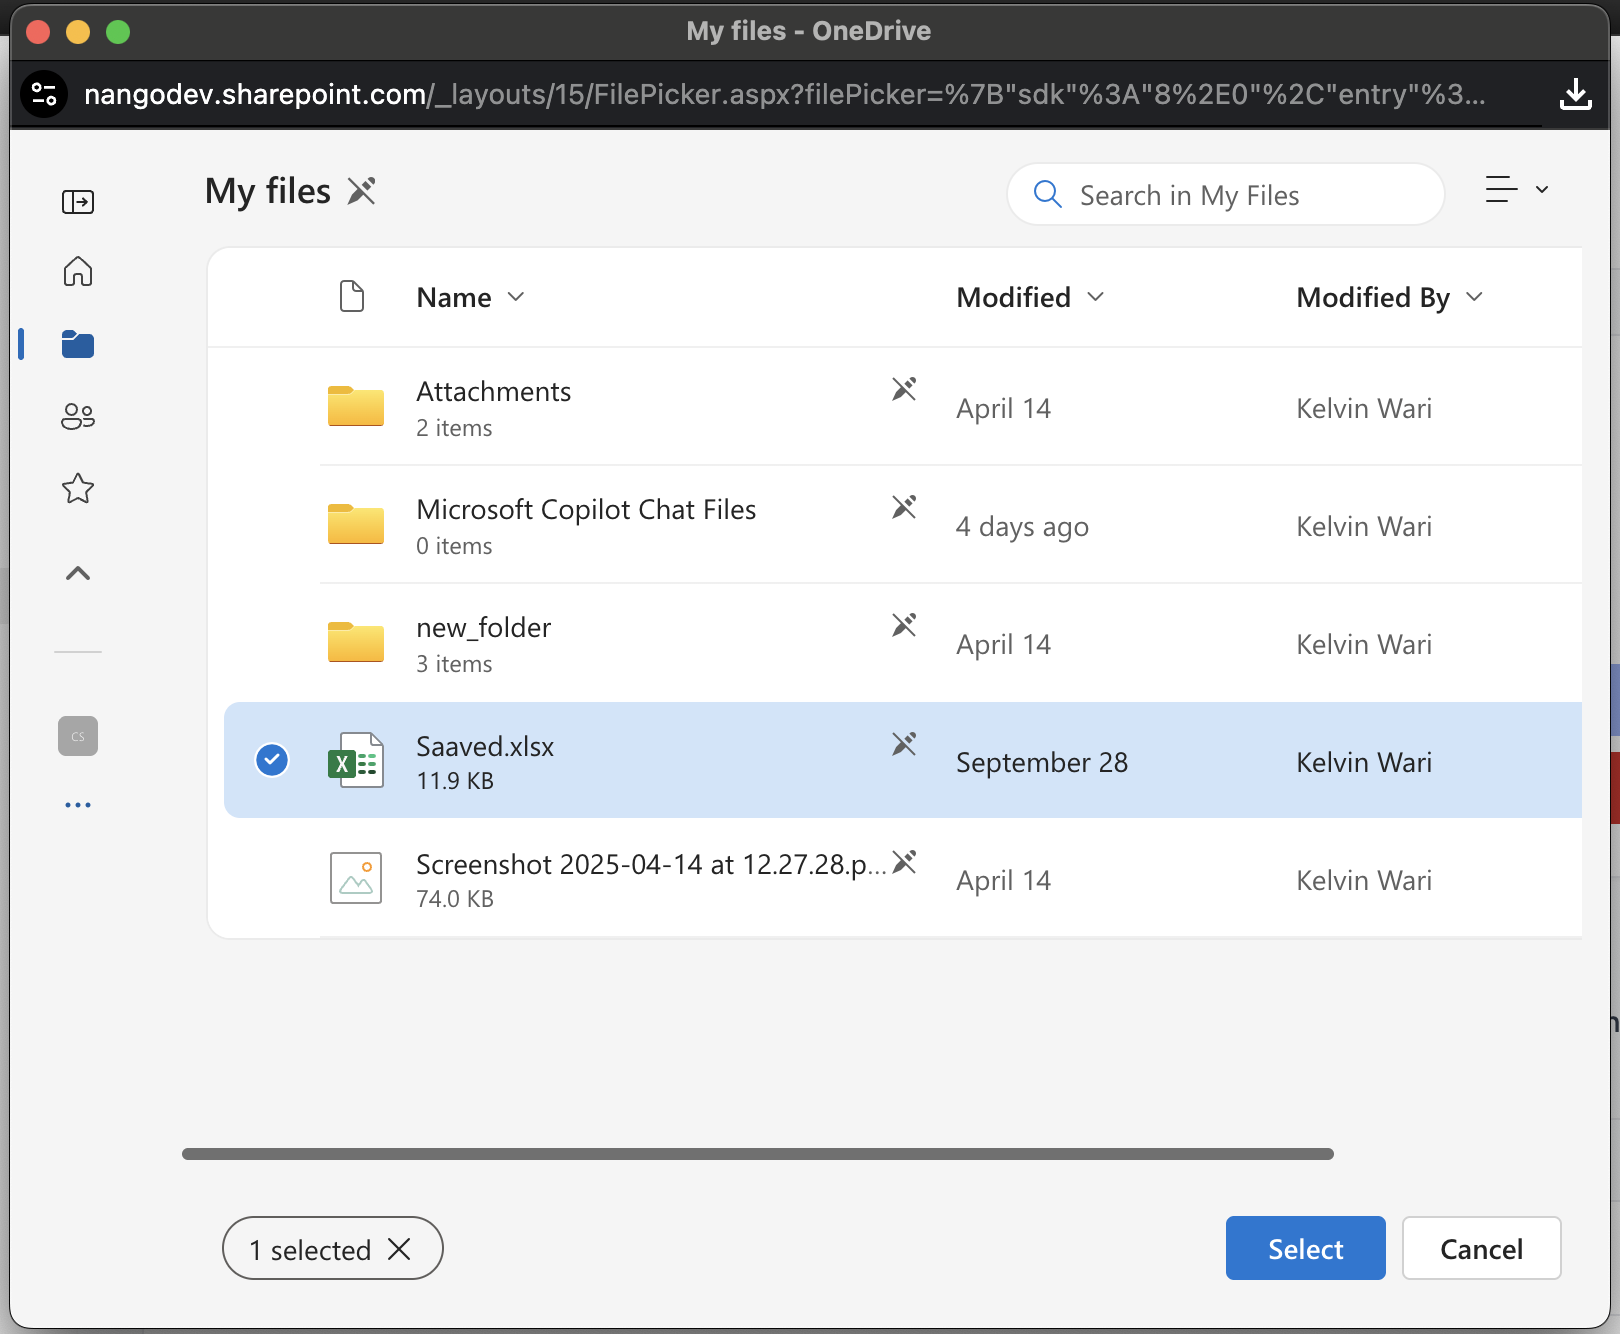 My files - OneDrive
nangodev.sharepoint.com/_layouts/15/FilePicker.aspx?filePicker=%7B"sdk"%3A"8%2E0"%2C"entry"%3...
My files
Search in My Files
Name Modified Modified By
Attachments
2 items
April 14
Kelvin Wari
Microsoft Copilot Chat Files
0 items
4 days ago
Kelvin Wari
new_folder
3 items
April 14
Kelvin Wari
Saaved.xlsx
11.9 KB
September 28
Kelvin Wari
Screenshot 2025-04-14 at 12.27.28.p...
74.0 KB
April 14
Kelvin Wari
CS
X
1 selected
Select
Cancel